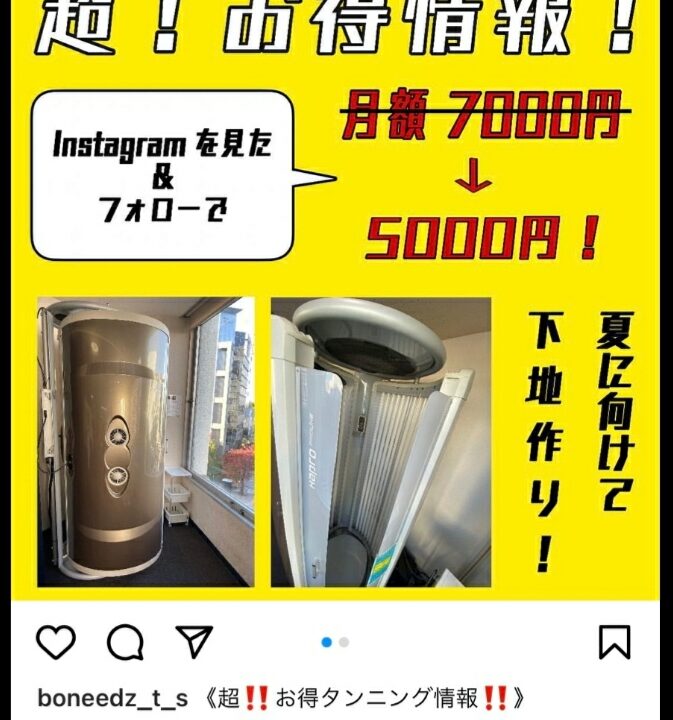 超！お得情報！
Instagramを見た
&
フォローで
月額 7000円
↓
5000円！
夏に向けて
下地作り！
Hapro
boneedz_t_s 《超‼️お得タンニング情報‼️》